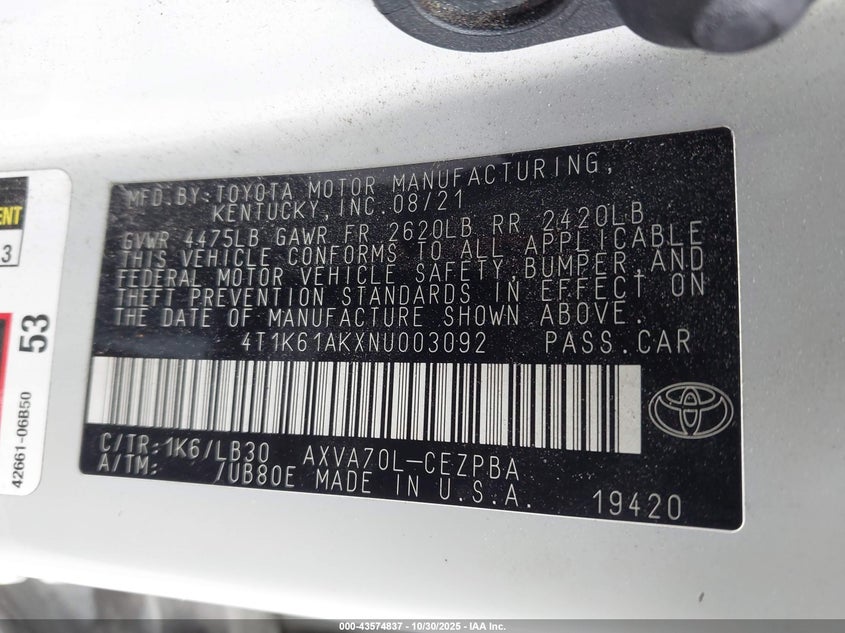 MFD.BY:TOYOTA MOTOR MANUFACTURING,
KENTUCKY,INC.08/21
GVWR 4475LB GAWR FR 2620LB RR 2420LB
THIS VEHICLE CONFORMS TO ALL APPLICABLE
FEDERAL MOTOR VEHICLE SAFETY,BUMPER,AND
THEFT PREVENTION STANDARDS IN EFFECT ON
THE DATE OF MANUFACTURE SHOWN ABOVE.
4T1K61AKXNU003092 PASS.CAR
C/TR:1K6/LB30 AXVA70L-CEZPBA
A/TM: /UB80E MADE IN U.S.A. 19420
ENT
3
53
42661-06B50
000-43574837 - 10/30/2025 - IAA Inc.